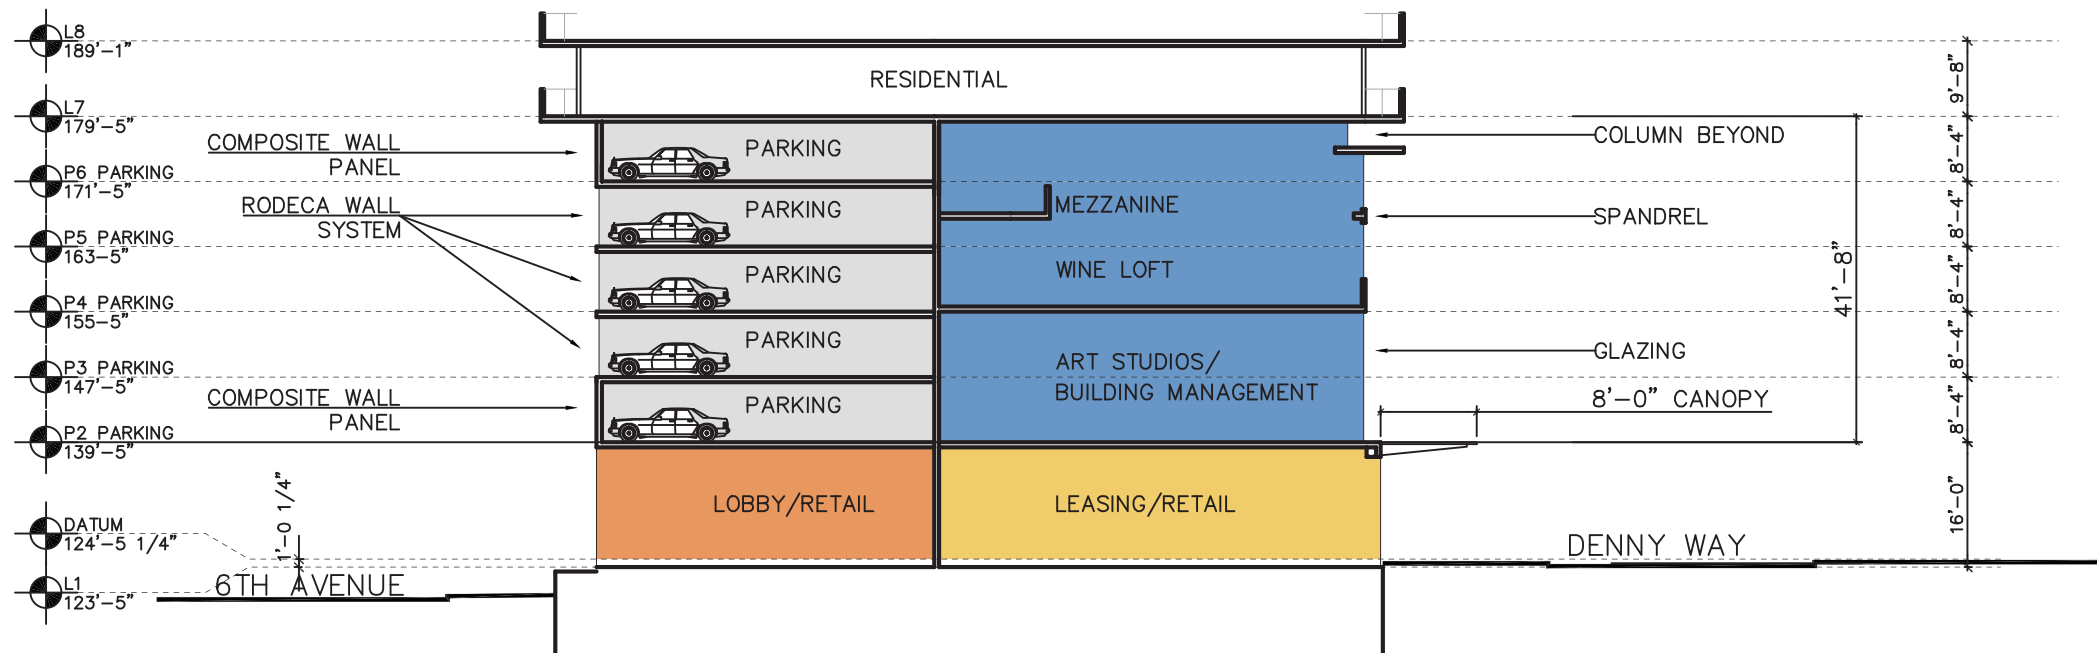 L8
189'-1"
RESIDENTIAL
9'-8"
L7
179'-5"
COMPOSITE WALL
PANEL
PARKING
COLUMN BEYOND
8'-4"
P6 PARKING
171'-5"
RODECA WALL
SYSTEM
PARKING
MEZZANINE
SPANDREL
8'-4"
P5 PARKING
163-5"
PARKING
WINE LOFT
41'-8"
8'-4"
P4 PARKING
155-5"
PARKING
ART STUDIOS/
BUILDING MANAGEMENT
GLAZING
8'-4"
P3 PARKING
147'-5"
COMPOSITE WALL
PANEL
PARKING
8'-0" CANOPY
8'-4"
P2 PARKING
139'-5"
1'-0 1/4"
LOBBY/RETAIL
LEASING/RETAIL
16'-0"
DATUM
124'-5 1/4"
DENNY WAY
L1
123'-5"
6TH AVENUE